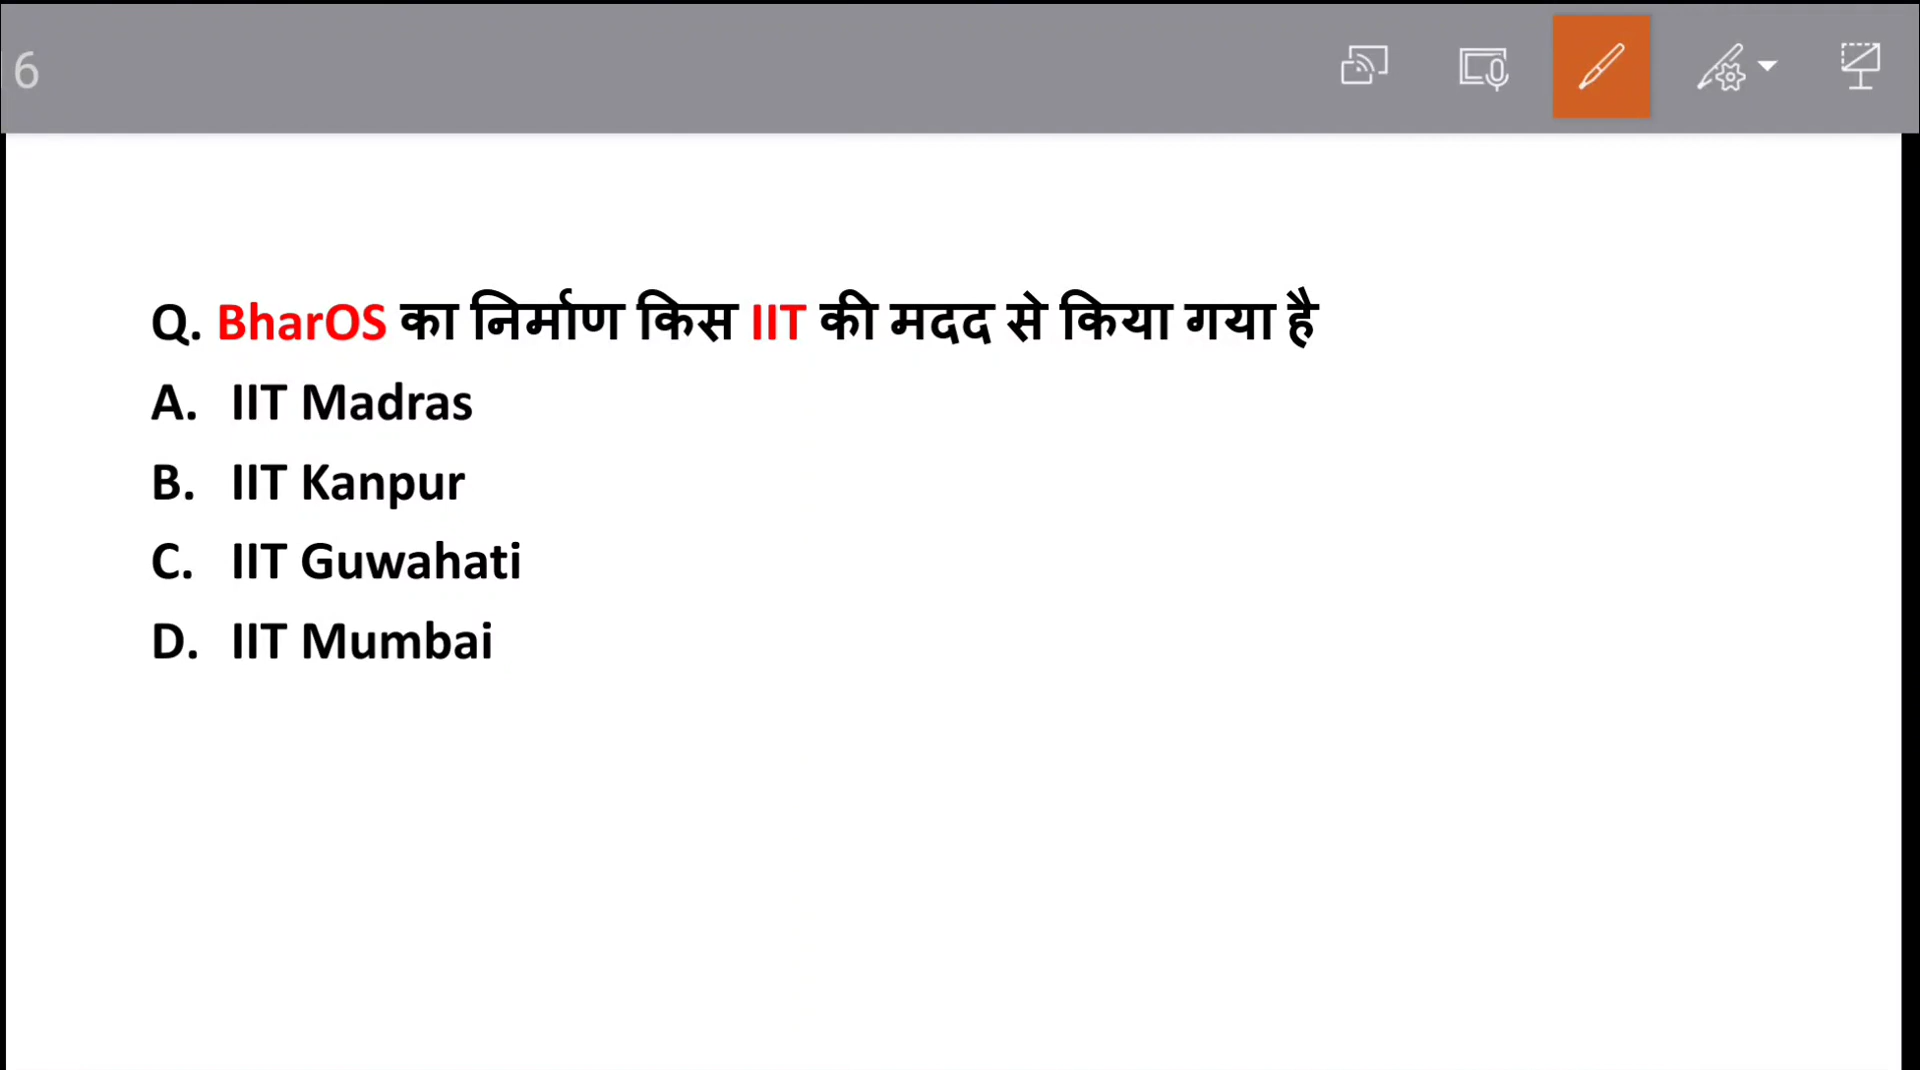 6
Q. BharOS का निर्माण किस IIT की मदद से किया गया है
A. IIT Madras
B. IIT Kanpur
C. IIT Guwahati
D. IIT Mumbai